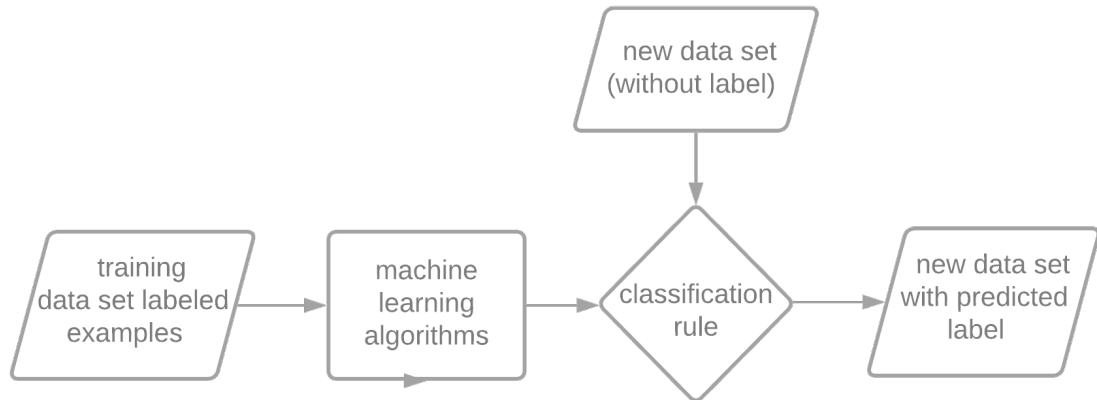 new data set
(without label)
training
data set labeled
examples
machine
learning
algorithms
classification
rule
new data set
with predicted
label